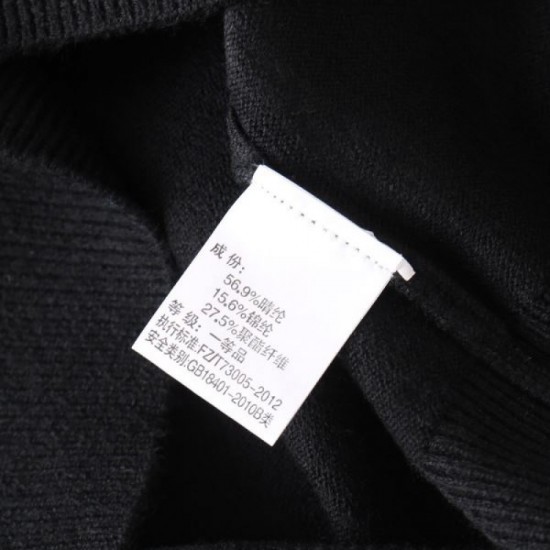 成份:
56.9%腈纶
15.6%锦纶
27.5%聚酯纤维
等 级: 一等品
执行标准:FZ/T73005-2012
安全类别:GB18401-2010B类